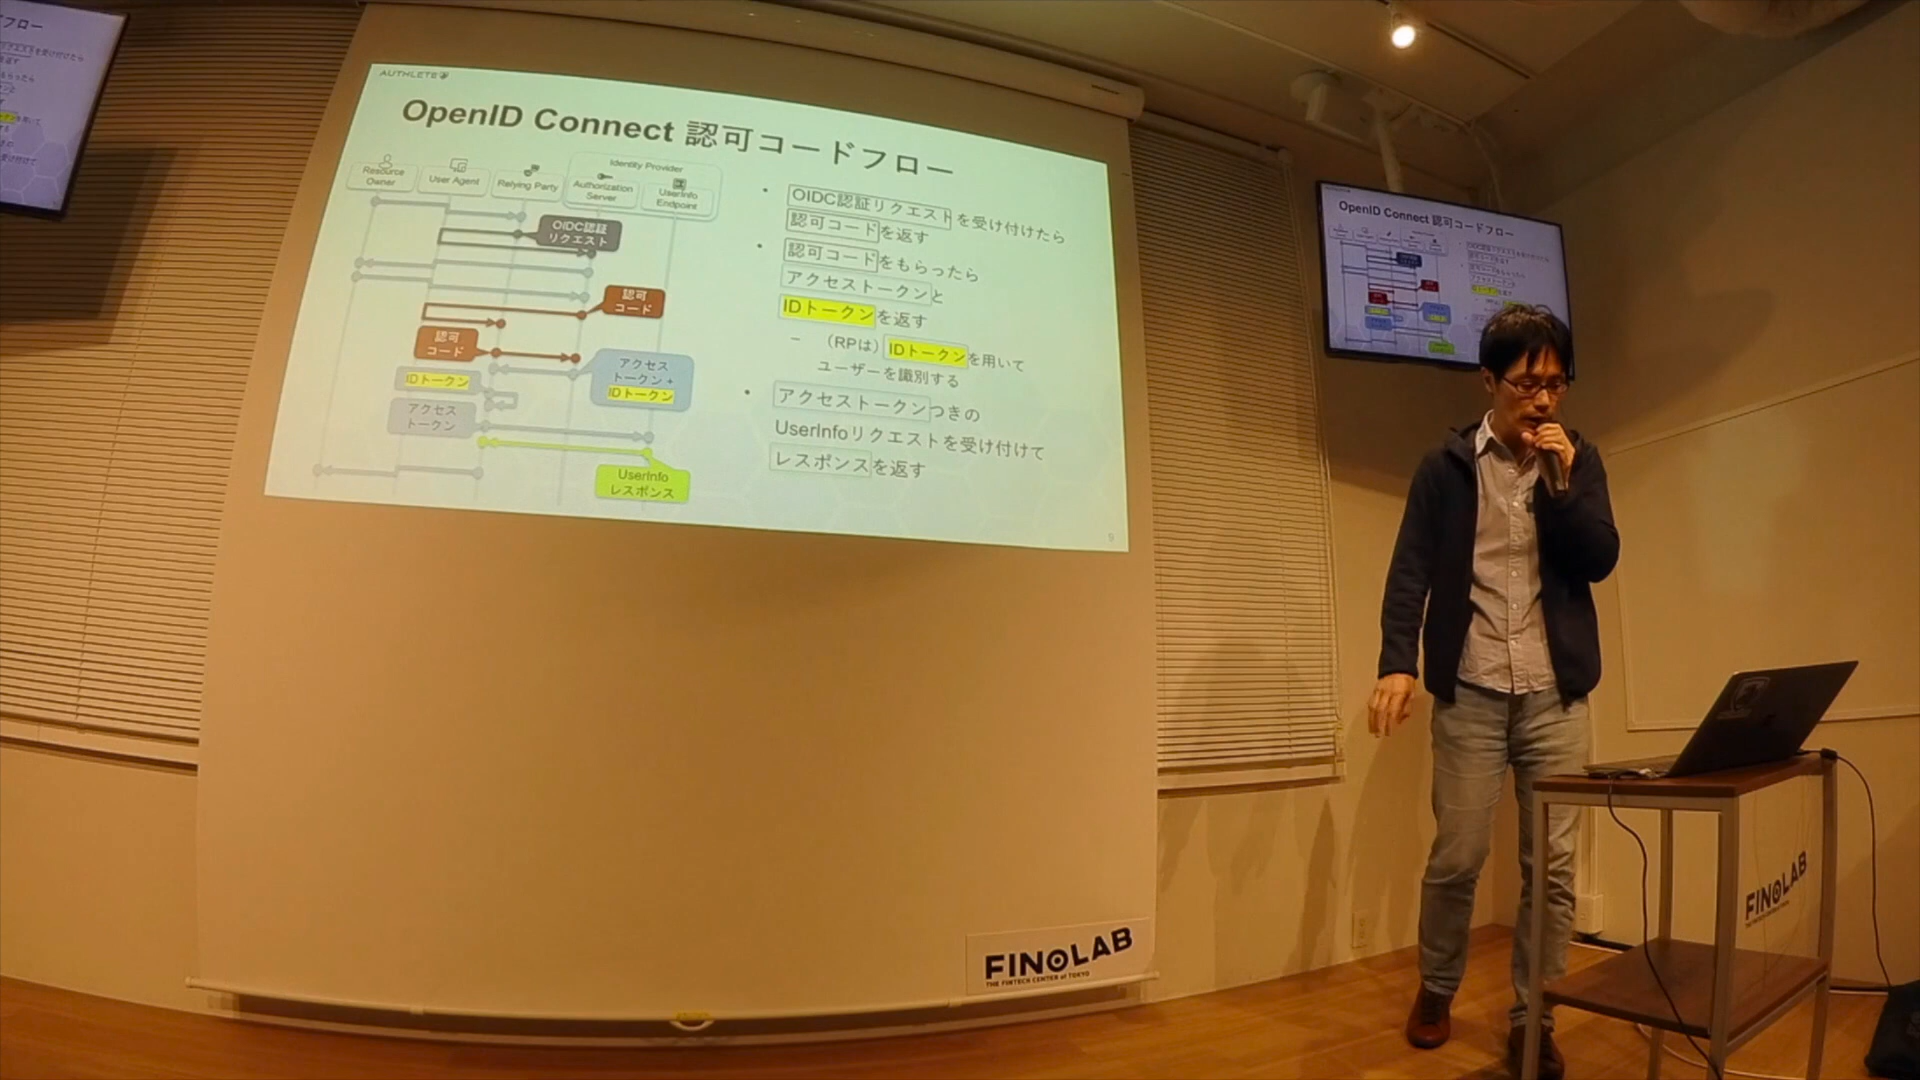 AUTHLETE
OpenID Connect 認可コードフロー
Resource
Owner
User Agent
Relying Party
Identity Provider
Authorization
Server
UserInfo
Endpoint
OIDC認証
リクエスト
認可
コード
認可
コード
アクセス
トークン +
IDトークン
IDトークン
アクセス
トークン
UserInfo
レスポンス
• OIDC認証リクエストを受け付けたら
認可コードを返す
• 認可コードをもらったら
アクセストークンと
IDトークンを返す
– （RPは）IDトークンを用いて
ユーザーを識別する
• アクセストークンつきの
UserInfoリクエストを受け付けて
レスポンスを返す
9
OpenID Connect 認可コードフロー
FINOLAB
THE FINTECH CENTER of TOKYO
FINOLAB